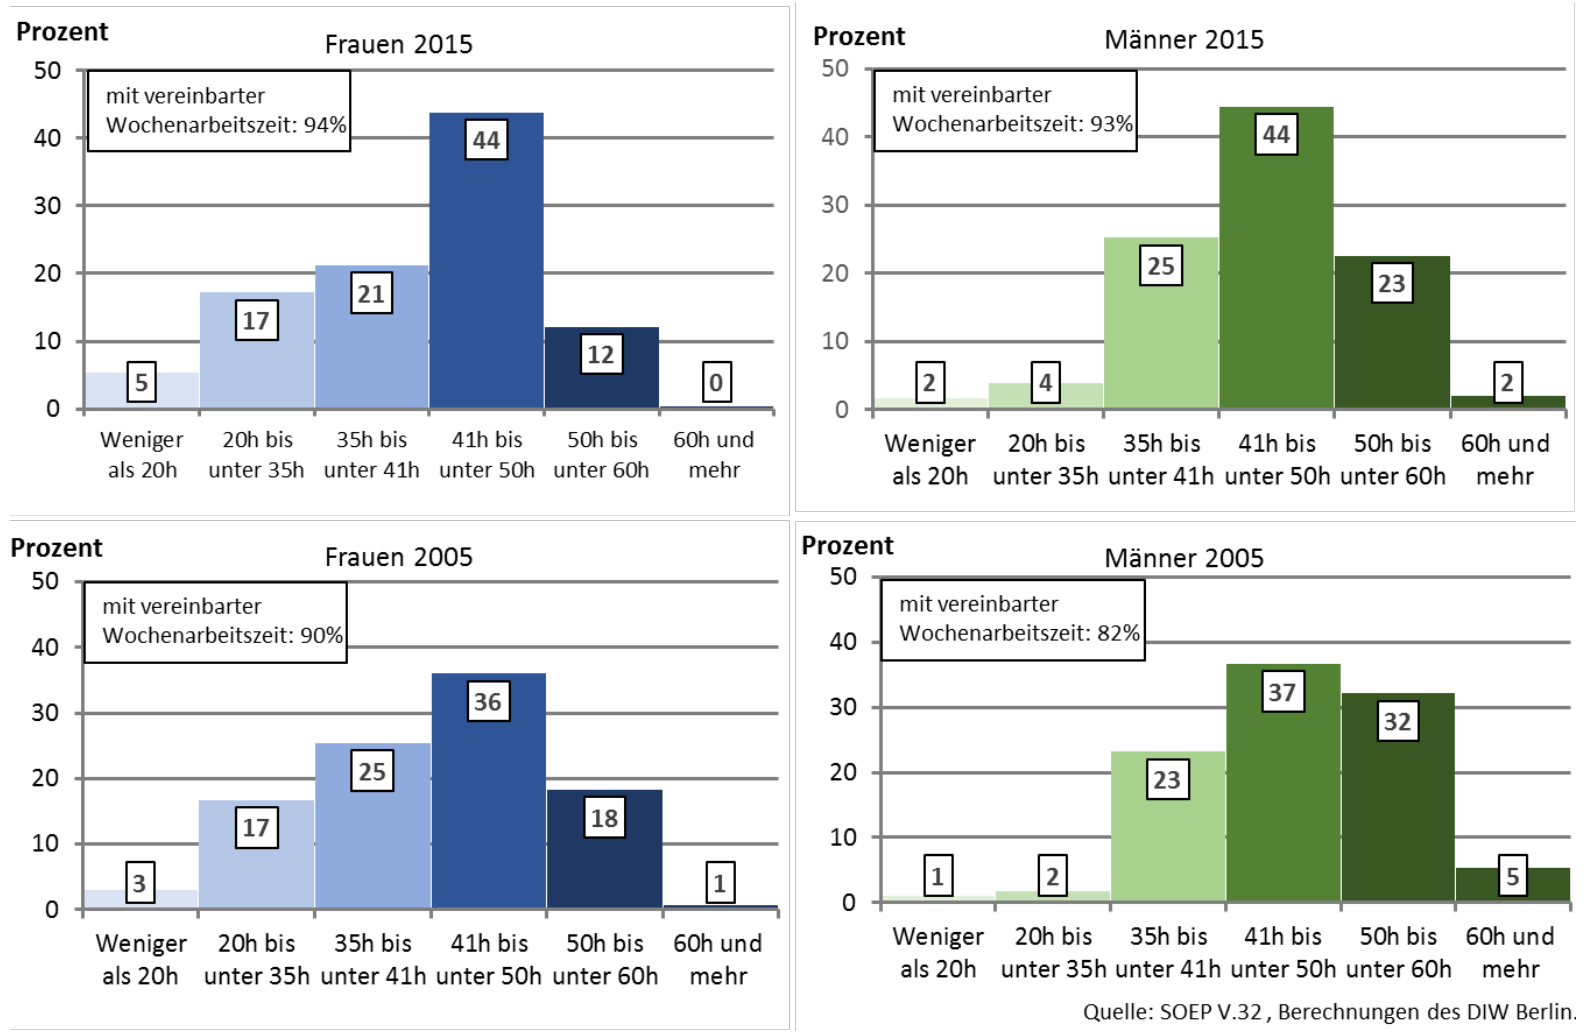 Prozent
Frauen 2015
50
40
30
20
10
0
mit vereinbarter
Wochenarbeitszeit: 94%
5
17
21
44
12
0
Weniger
als 20h
20h bis
unter 35h
35h bis
unter 41h
41h bis
unter 50h
50h bis
unter 60h
60h und
mehr
Prozent
Männer 2015
50
40
30
20
10
0
mit vereinbarter
Wochenarbeitszeit: 93%
2
4
25
44
23
2
Weniger
als 20h
20h bis
unter 35h
35h bis
unter 41h
41h bis
unter 50h
50h bis
unter 60h
60h und
mehr
Prozent
Frauen 2005
50
40
30
20
10
0
mit vereinbarter
Wochenarbeitszeit: 90%
3
17
25
36
18
1
Weniger
als 20h
20h bis
unter 35h
35h bis
unter 41h
41h bis
unter 50h
50h bis
unter 60h
60h und
mehr
Prozent
Männer 2005
50
40
30
20
10
0
mit vereinbarter
Wochenarbeitszeit: 82%
1
2
23
37
32
5
Weniger
als 20h
20h bis
unter 35h
35h bis
unter 41h
41h bis
unter 50h
50h bis
unter 60h
60h und
mehr
Quelle: SOEP V.32 , Berechnungen des DIW Berlin.